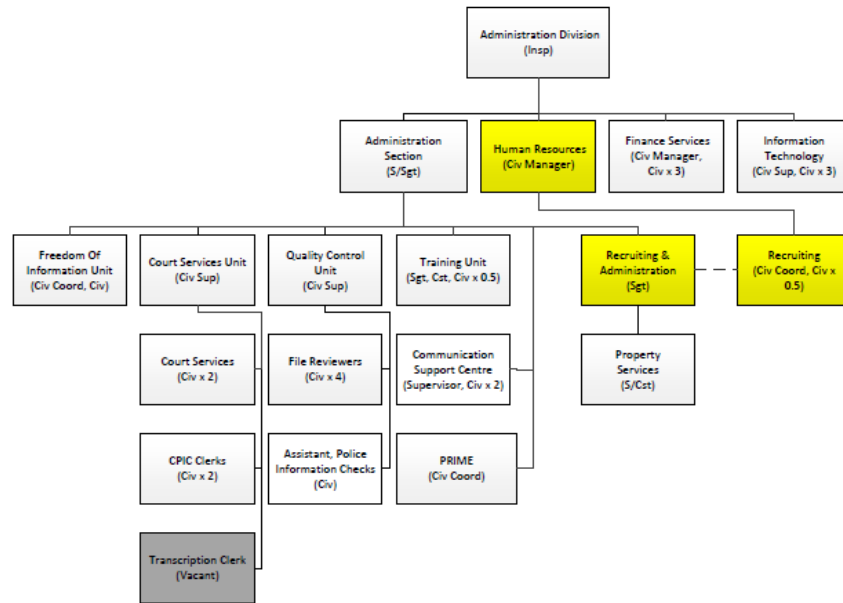 Administration Division
(Insp)
Administration
Section
(S/Sgt)
Human Resources
(Civ Manager)
Finance Services
(Civ Manager,
Civ x 3)
Information
Technology
(Civ Sup, Civ x 3)
Freedom Of
Information Unit
(Civ Coord, Civ)
Court Services Unit
(Civ Sup)
Quality Control
Unit
(Civ Sup)
Training Unit
(Sgt, Cst, Civ x 0.5)
Recruiting &
Administration
(Sgt)
Recruiting
(Civ Coord, Civ x
0.5)
Court Services
(Civ x 2)
File Reviewers
(Civ x 4)
Communication
Support Centre
(Supervisor, Civ x 2)
Property
Services
(S/Cst)
CPIC Clerks
(Civ x 2)
Assistant, Police
Information Checks
(Civ)
PRIME
(Civ Coord)
Transcription Clerk
(Vacant)